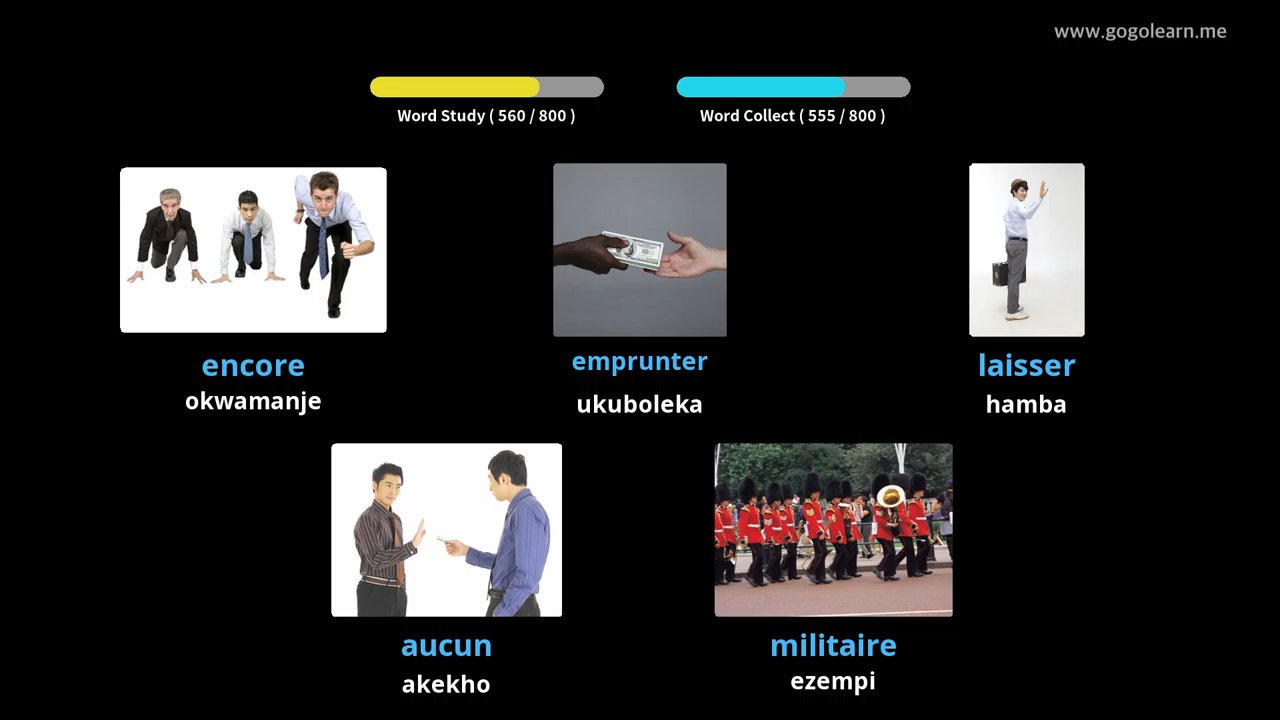 www.gogolearn.me
Word Study ( 560 / 800 )
Word Collect ( 555 / 800 )
encore
okwamanje
emprunter
ukuboleka
laisser
hamba
aucun
akekho
militaire
ezempi